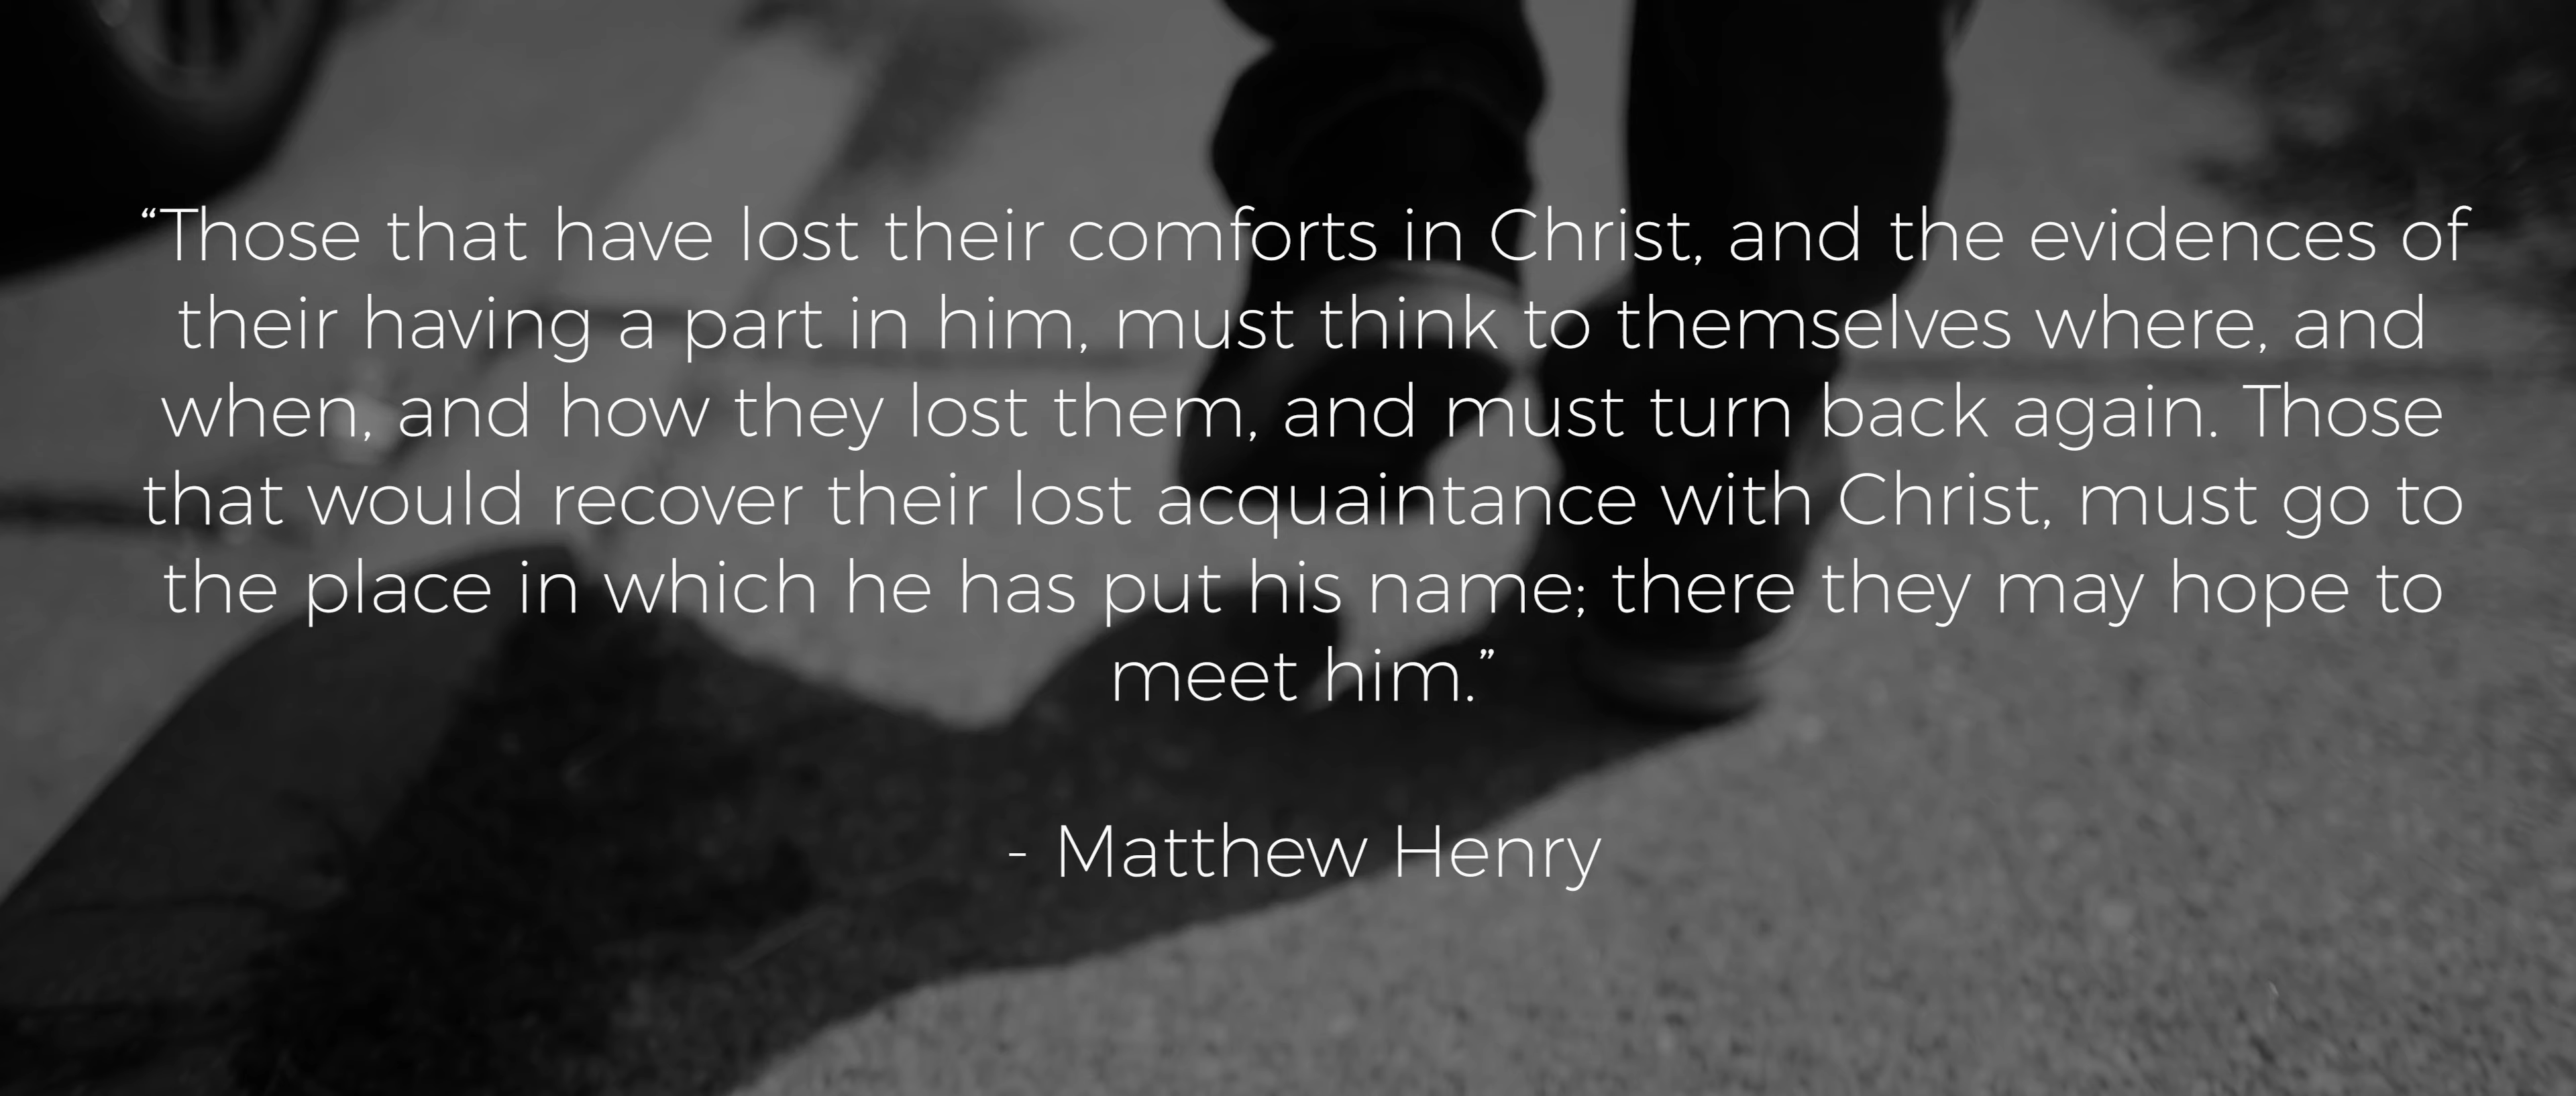 “Those that have lost their comforts in Christ, and the evidences of
their having a part in him, must think to themselves where, and
when, and how they lost them, and must turn back again. Those
that would recover their lost acquaintance with Christ, must go to
the place in which he has put his name; there they may hope to
meet him.”
- Matthew Henry